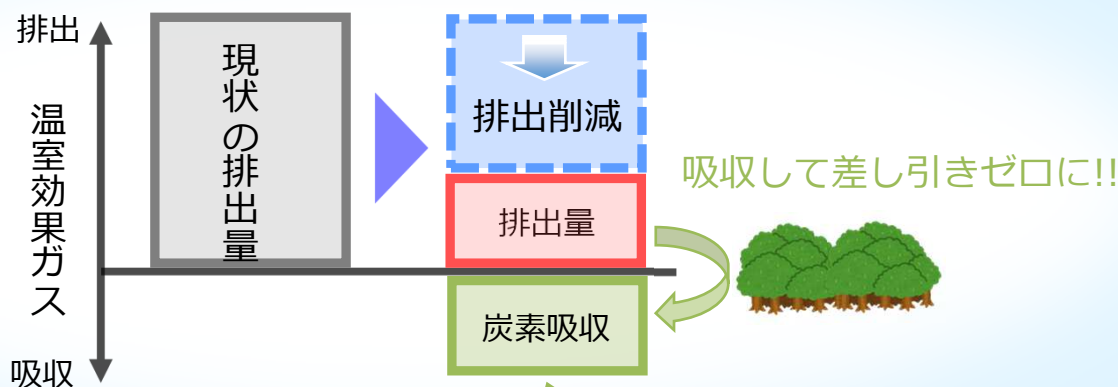 排出
温室効果ガス
吸収
現状の排出量
排出削減
排出量
炭素吸収
吸収して差し引きゼロに!!